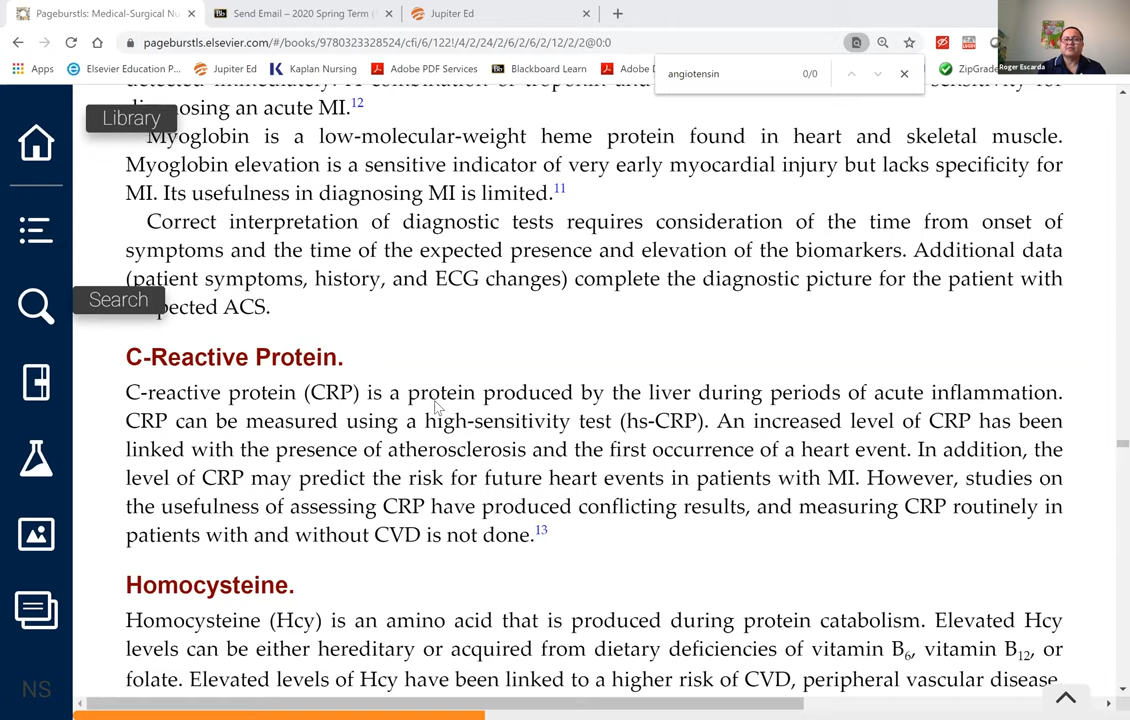 Pageburstls: Medical-Surgical Nu
Send Email – 2020 Spring Term (
Jupiter Ed
pageburstls.elsevier.com/#/books/9780323328524/cfi/6/122!/4/2/24/2/6/2/6/2/12/2/2@0:0
Apps
Elsevier Education P...
Jupiter Ed
Kaplan Nursing
Adobe PDF Services
Blackboard Learn
Adobe D
ZipGrade
angiotensin
0/0
Roger Escarda
Library
Search
NS
diagnosing an acute MI.12
Myoglobin is a low-molecular-weight heme protein found in heart and skeletal muscle.
Myoglobin elevation is a sensitive indicator of very early myocardial injury but lacks specificity for
MI. Its usefulness in diagnosing MI is limited.11
Correct interpretation of diagnostic tests requires consideration of the time from onset of
symptoms and the time of the expected presence and elevation of the biomarkers. Additional data
(patient symptoms, history, and ECG changes) complete the diagnostic picture for the patient with
pected ACS.
C-Reactive Protein.
C-reactive protein (CRP) is a protein produced by the liver during periods of acute inflammation.
CRP can be measured using a high-sensitivity test (hs-CRP). An increased level of CRP has been
linked with the presence of atherosclerosis and the first occurrence of a heart event. In addition, the
level of CRP may predict the risk for future heart events in patients with MI. However, studies on
the usefulness of assessing CRP have produced conflicting results, and measuring CRP routinely in
patients with and without CVD is not done.13
Homocysteine.
Homocysteine (Hcy) is an amino acid that is produced during protein catabolism. Elevated Hcy
levels can be either hereditary or acquired from dietary deficiencies of vitamin B6, vitamin B12, or
folate. Elevated levels of Hcy have been linked to a higher risk of CVD, peripheral vascular disease,